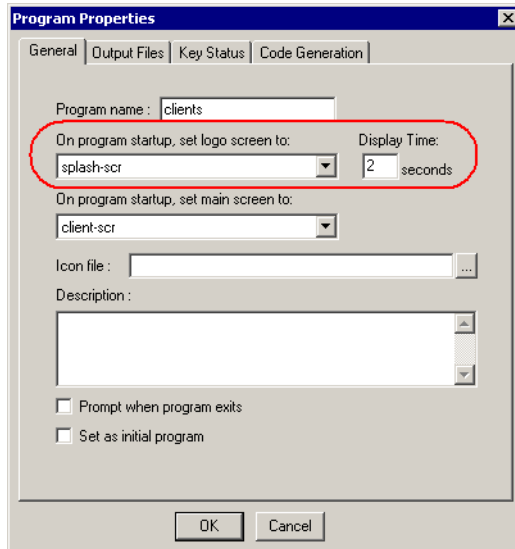 Program Properties
General Output Files Key Status Code Generation
Program name : clients
On program startup, set logo screen to: Display Time:
splash-scr 2 seconds
On program startup, set main screen to:
client-scr
Icon file : ...
Description :
Prompt when program exits
Set as initial program
OK Cancel